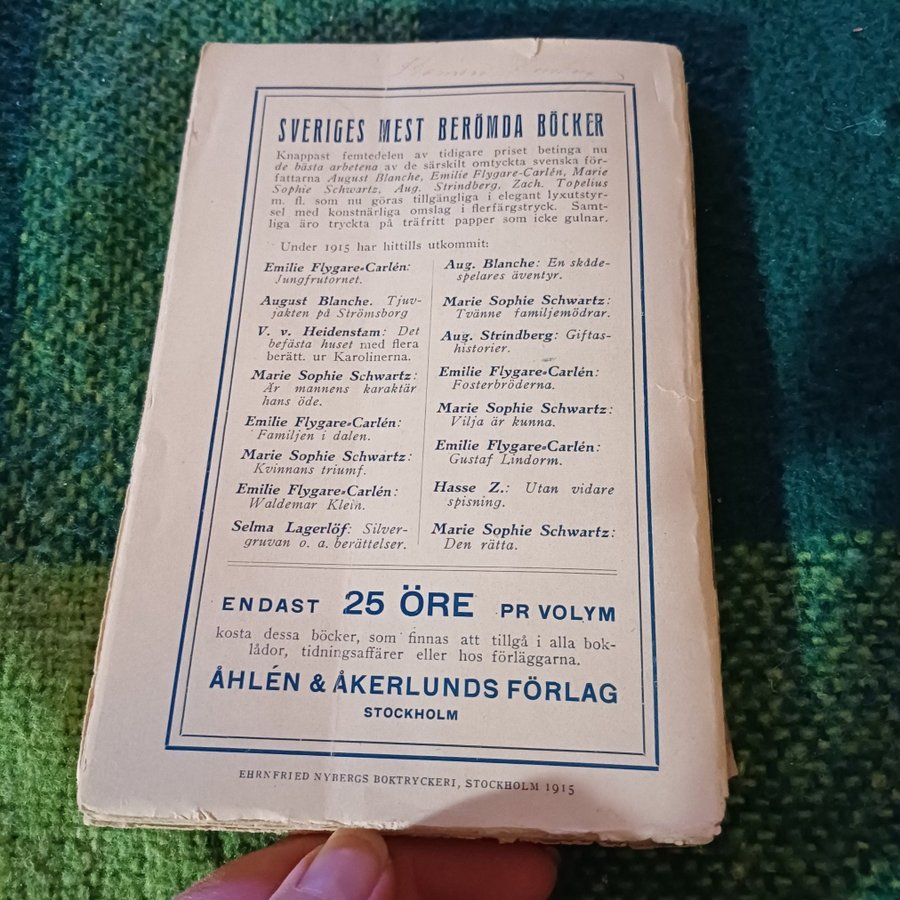 SVERIGES MEST BERÖMDA BÖCKER
Knappast femtedelen av tidigare priset betinga nu
de bästa arbetena av de särskilt omtyckta svenska för-
fattarna August Blanche, Emilie Flygare-Carlén, Marie
Sophie Schwartz, Aug. Strindberg, Zach. Topelius
m. fl. som nu göras tillgängliga i elegant lyxutstyr-
sel med konstnärliga omslag i flerfärgstryck. Samt-
liga äro tryckta på träfritt papper som icke gulnar.
Under 1915 har hittills utkommit:
Emilie Flygare-Carlén:
Jungfrutornet.
August Blanche. Tjuv-
jakten på Strömsborg
V. v. Heidenstam: Det
befästa huset med flera
berätt. ur Karolinerna.
Marie Sophie Schwartz:
Är mannens karaktär
hans öde.
Emilie Flygare-Carlén:
Familjen i dalen.
Marie Sophie Schwartz:
Kvinnans triumf.
Emilie Flygare-Carlén:
Waldemar Klein.
Selma Lagerlöf: Silver-
gruvan o. a. berättelser.
Aug. Blanche: En skåde-
spelares äventyr.
Marie Sophie Schwartz:
Tvänne familjemödrar.
Aug. Strindberg: Giftas-
historier.
Emilie Flygare-Carlén:
Fosterbröderna.
Marie Sophie Schwartz:
Vilja är kunna.
Emilie Flygare-Carlén:
Gustaf Lindorm.
Hasse Z.: Utan vidare
spisning.
Marie Sophie Schwartz:
Den rätta.
ENDAST 25 ÖRE PR VOLYM
kosta dessa böcker, som finnas att tillgå i alla bok-
lådor, tidningsaffärer eller hos förläggarna.
ÅHLÉN & ÅKERLUNDS FÖRLAG
STOCKHOLM
EHRNFRIED NYBERGS BOKTRYCKERI, STOCKHOLM 1915